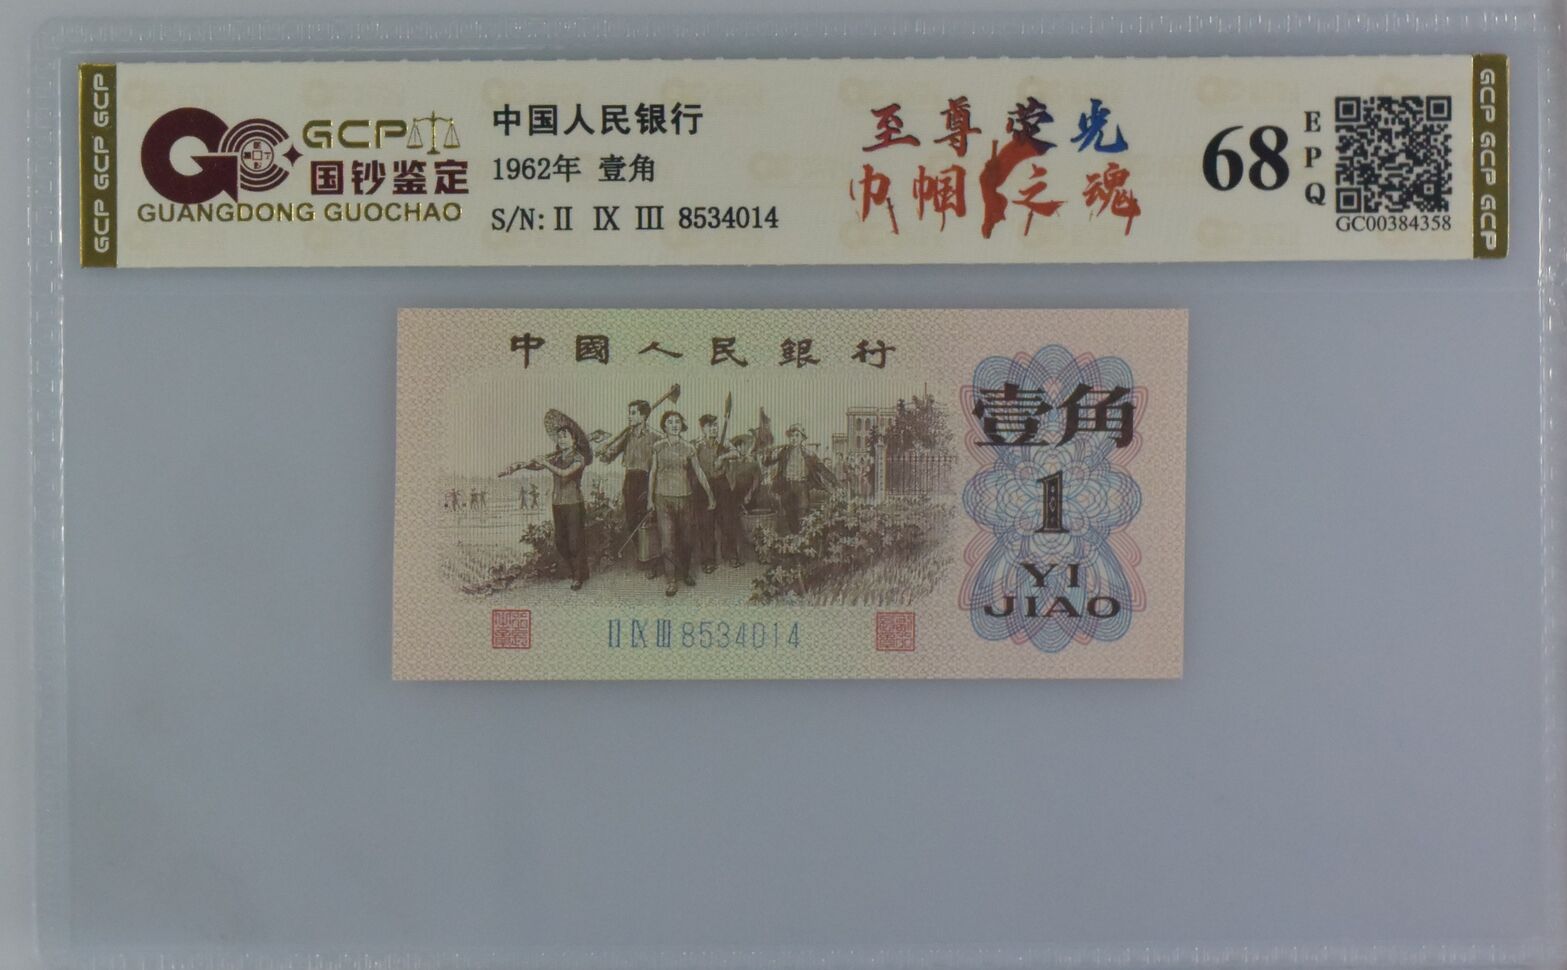 GCP GCP GCP
GCP
国钞鉴定
GUANGDONG GUOCHAO
中国人民银行
1962年 壹角
S/N: Ⅱ Ⅸ Ⅲ 8534014
至尊荧光
巾帼之魂
68
EPQ
GC00384358
GCP GCP GCP
中國人民銀行
壹角
1
YI
JIAO
Ⅱ Ⅸ Ⅲ 8534014